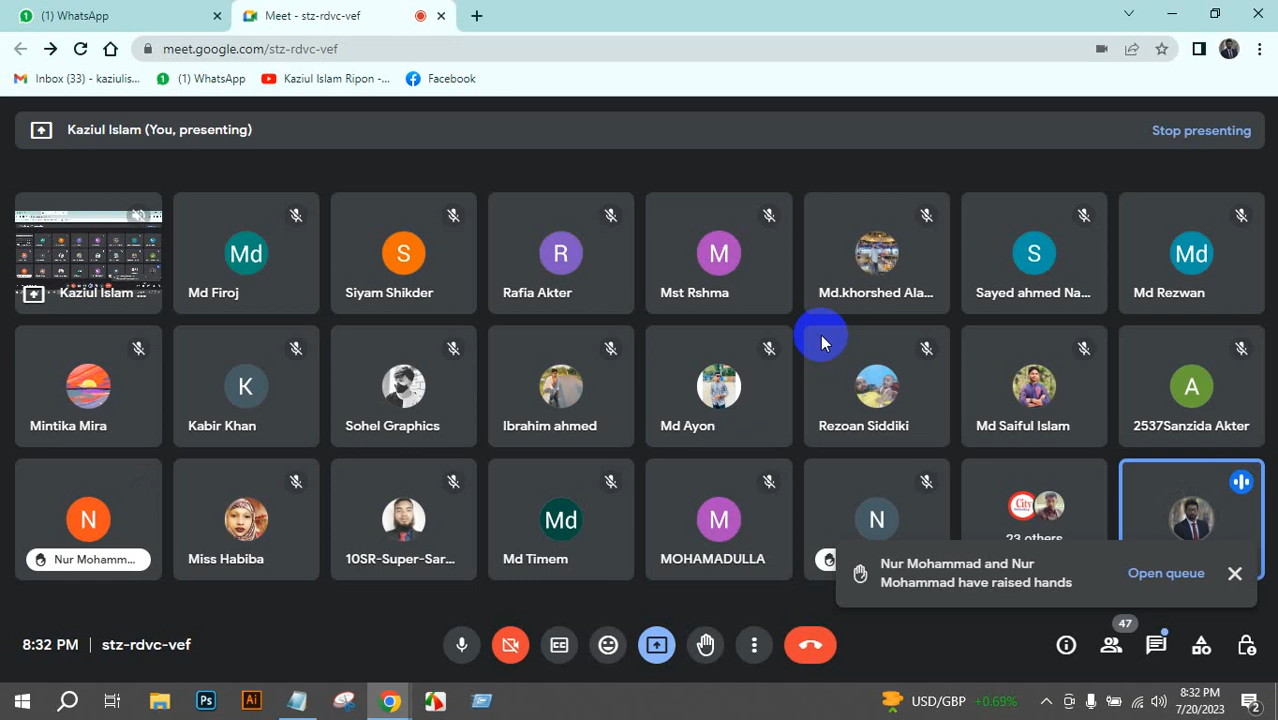 (1) WhatsApp
Meet - stz-rdvc-vef
meet.google.com/stz-rdvc-vef
Inbox (33) - kaziulis...
(1) WhatsApp
Kaziul Islam Ripon -...
Facebook
Kaziul Islam (You, presenting)
Stop presenting
Kaziul Islam ...
Md
Md Firoj
S
Siyam Shikder
R
Rafia Akter
M
Mst Rshma
Md.khorshed Ala...
S
Sayed ahmed Na...
Md
Md Rezwan
Mintika Mira
K
Kabir Khan
Sohel Graphics
Ibrahim ahmed
Md Ayon
Rezoan Siddiki
Md Saiful Islam
A
2537Sanzida Akter
N
Nur Mohamm...
Miss Habiba
10SR-Super-Sar...
Md
Md Timem
M
MOHAMADULLA
N
City
23 others
Nur Mohammad and Nur
Mohammad have raised hands
Open queue
8:32 PM | stz-rdvc-vef
47
Ps
Ai
USD/GBP +0.69%
8:32 PM
7/20/2023
2